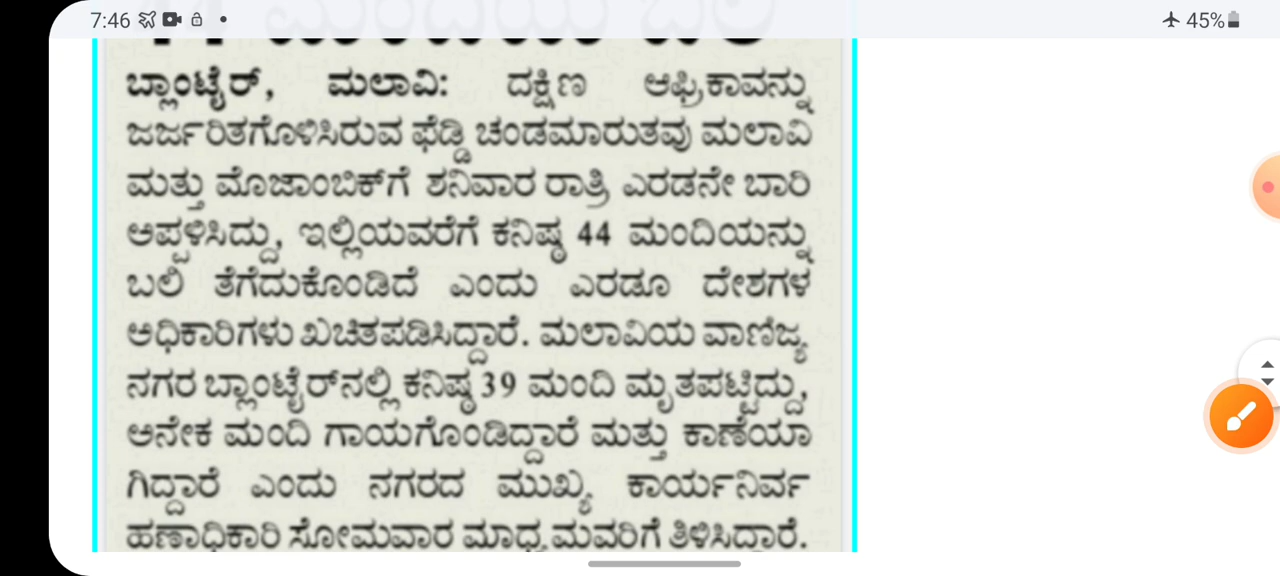 7:46
45%
44 ಮಂದಿಯ ಬಲಿ
ಬ್ಲಾಂಟೈರ್, ಮಲಾವಿ: ದಕ್ಷಿಣ ಆಫ್ರಿಕಾವನ್ನು
ಜರ್ಜರಿತಗೊಳಿಸಿರುವ ಫೆಡ್ಡಿ ಚಂಡಮಾರುತವು ಮಲಾವಿ
ಮತ್ತು ಮೊಜಾಂಬಿಕ್‌ಗೆ ಶನಿವಾರ ರಾತ್ರಿ ಎರಡನೇ ಬಾರಿ
ಅಪ್ಪಳಿಸಿದ್ದು, ಇಲ್ಲಿಯವರೆಗೆ ಕನಿಷ್ಠ 44 ಮಂದಿಯನ್ನು
ಬಲಿ ತೆಗೆದುಕೊಂಡಿದೆ ಎಂದು ಎರಡೂ ದೇಶಗಳ
ಅಧಿಕಾರಿಗಳು ಖಚಿತಪಡಿಸಿದ್ದಾರೆ. ಮಲಾವಿಯ ವಾಣಿಜ್ಯ
ನಗರ ಬ್ಲಾಂಟೈರ್‌ನಲ್ಲಿ ಕನಿಷ್ಠ 39 ಮಂದಿ ಮೃತಪಟ್ಟಿದ್ದು,
ಅನೇಕ ಮಂದಿ ಗಾಯಗೊಂಡಿದ್ದಾರೆ ಮತ್ತು ಕಾಣೆಯಾ
ಗಿದ್ದಾರೆ ಎಂದು ನಗರದ ಮುಖ್ಯ ಕಾರ್ಯನಿರ್ವ
ಹಣಾಧಿಕಾರಿ ಸೋಮವಾರ ಮಾಧ್ಯಮವರಿಗೆ ತಿಳಿಸಿದ್ದಾರೆ.